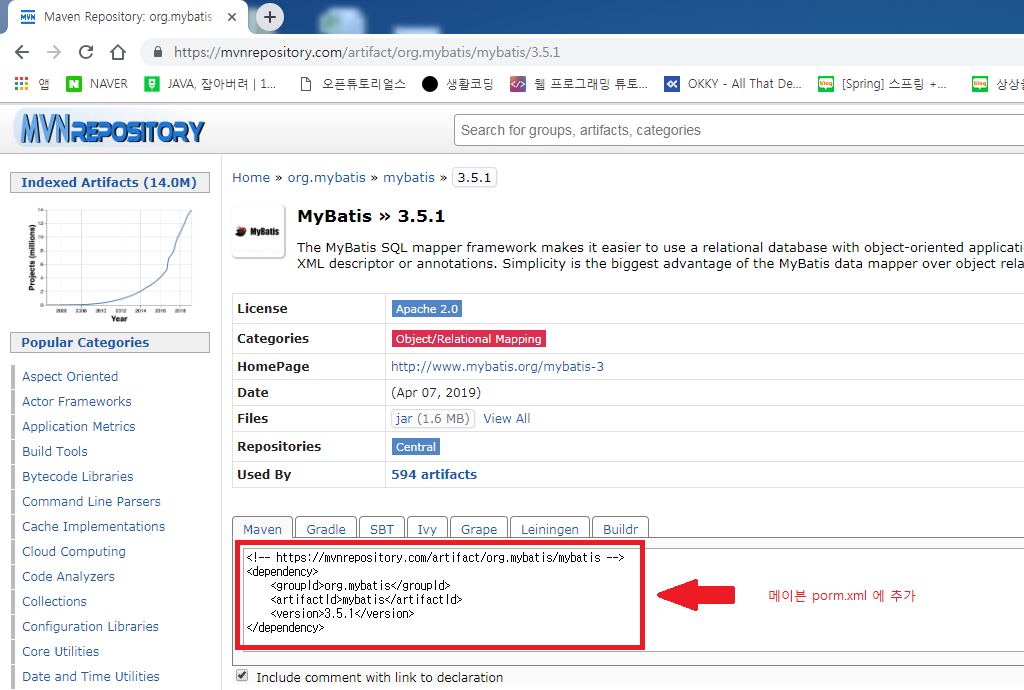 Maven Repository: org.mybatis
https://mvnrepository.com/artifact/org.mybatis/mybatis/3.5.1
앱 NAVER JAVA, 잡아버려 | 1... 오픈튜토리얼스 생활코딩 웹 프로그래밍 튜토... OKKY - All That De... [Spring] 스프링 +... 상상을
MVNREPOSITORY
Search for groups, artifacts, categories
Indexed Artifacts (14.0M)
Projects (millions)
14
12
10
8
6
4
2
0
2006 2008 2010 2012 2014 2016 2018
Year
Popular Categories
Aspect Oriented
Actor Frameworks
Application Metrics
Build Tools
Bytecode Libraries
Command Line Parsers
Cache Implementations
Cloud Computing
Code Analyzers
Collections
Configuration Libraries
Core Utilities
Date and Time Utilities
Home » org.mybatis » mybatis » 3.5.1
MyBatis
MyBatis » 3.5.1
The MyBatis SQL mapper framework makes it easier to use a relational database with object-oriented applicati
XML descriptor or annotations. Simplicity is the biggest advantage of the MyBatis data mapper over object rela
License Apache 2.0
Categories Object/Relational Mapping
HomePage http://www.mybatis.org/mybatis-3
Date (Apr 07, 2019)
Files jar (1.6 MB) View All
Repositories Central
Used By 594 artifacts
Maven Gradle SBT Ivy Grape Leiningen Buildr
<!-- https://mvnrepository.com/artifact/org.mybatis/mybatis -->
<dependency>
<groupId>org.mybatis</groupId>
<artifactId>mybatis</artifactId>
<version>3.5.1</version>
</dependency>
메이븐 porm.xml 에 추가
Include comment with link to declaration